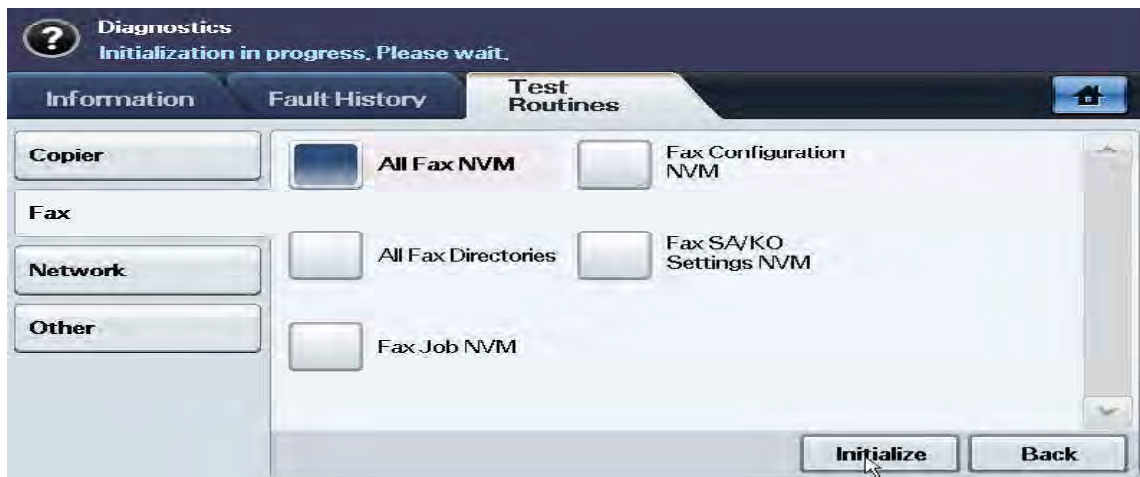 Diagnostics
Initialization in progress. Please wait.
Information
Fault History
Test
Routines
Copier
Fax
Network
Other
All Fax NVM
Fax Configuration
NVM
All Fax Directories
Fax SA/KO
Settings NVM
Fax Job NVM
Initialize
Back